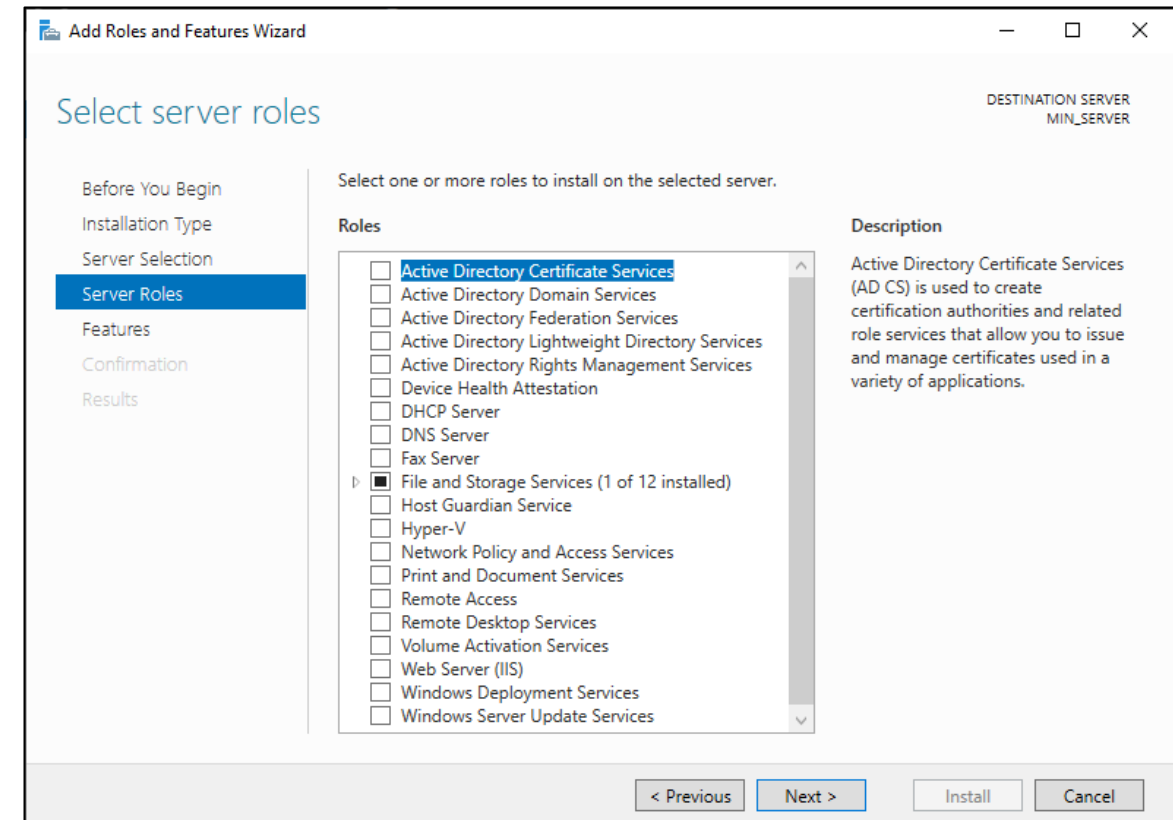 Add Roles and Features Wizard
Select server roles
DESTINATION SERVER
MIN_SERVER
Before You Begin
Installation Type
Server Selection
Server Roles
Features
Confirmation
Results
Select one or more roles to install on the selected server.
Roles
Active Directory Certificate Services
Active Directory Domain Services
Active Directory Federation Services
Active Directory Lightweight Directory Services
Active Directory Rights Management Services
Device Health Attestation
DHCP Server
DNS Server
Fax Server
File and Storage Services (1 of 12 installed)
Host Guardian Service
Hyper-V
Network Policy and Access Services
Print and Document Services
Remote Access
Remote Desktop Services
Volume Activation Services
Web Server (IIS)
Windows Deployment Services
Windows Server Update Services
Description
Active Directory Certificate Services
(AD CS) is used to create
certification authorities and related
role services that allow you to issue
and manage certificates used in a
variety of applications.
< Previous
Next >
Install
Cancel